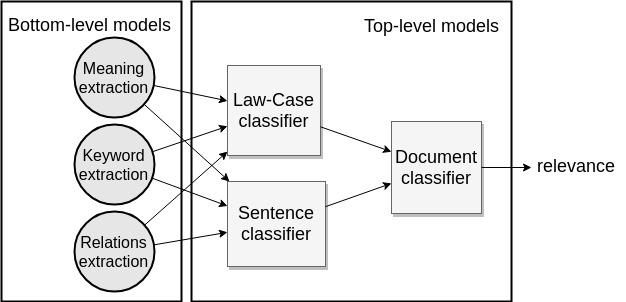 Bottom-level models
Top-level models
Meaning
extraction
Keyword
extraction
Relations
extraction
Law-Case
classifier
Sentence
classifier
Document
classifier
relevance